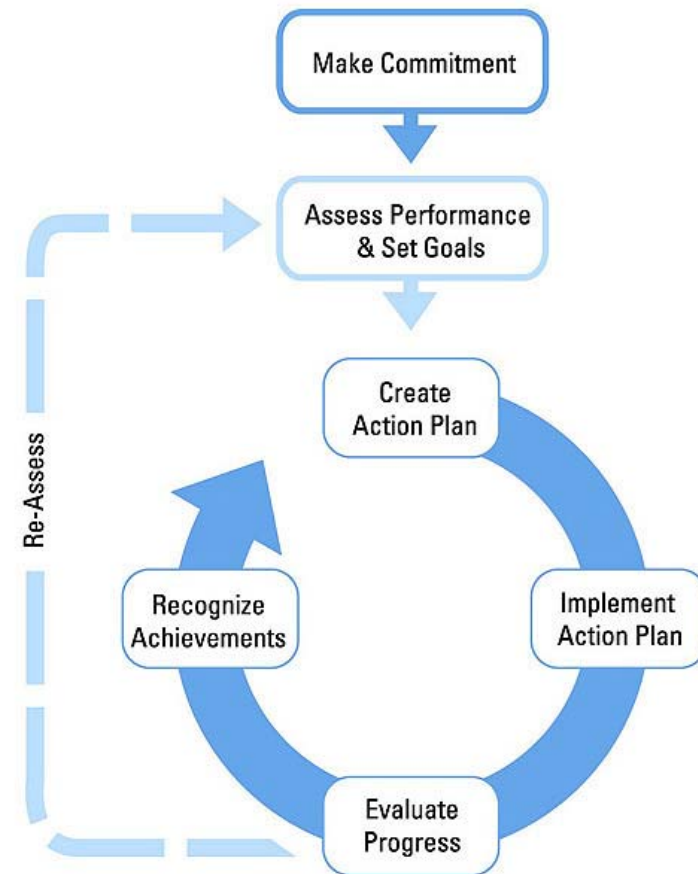 Make Commitment
Assess Performance
& Set Goals
Create
Action Plan
Re-Assess
Recognize
Achievements
Implement
Action Plan
Evaluate
Progress